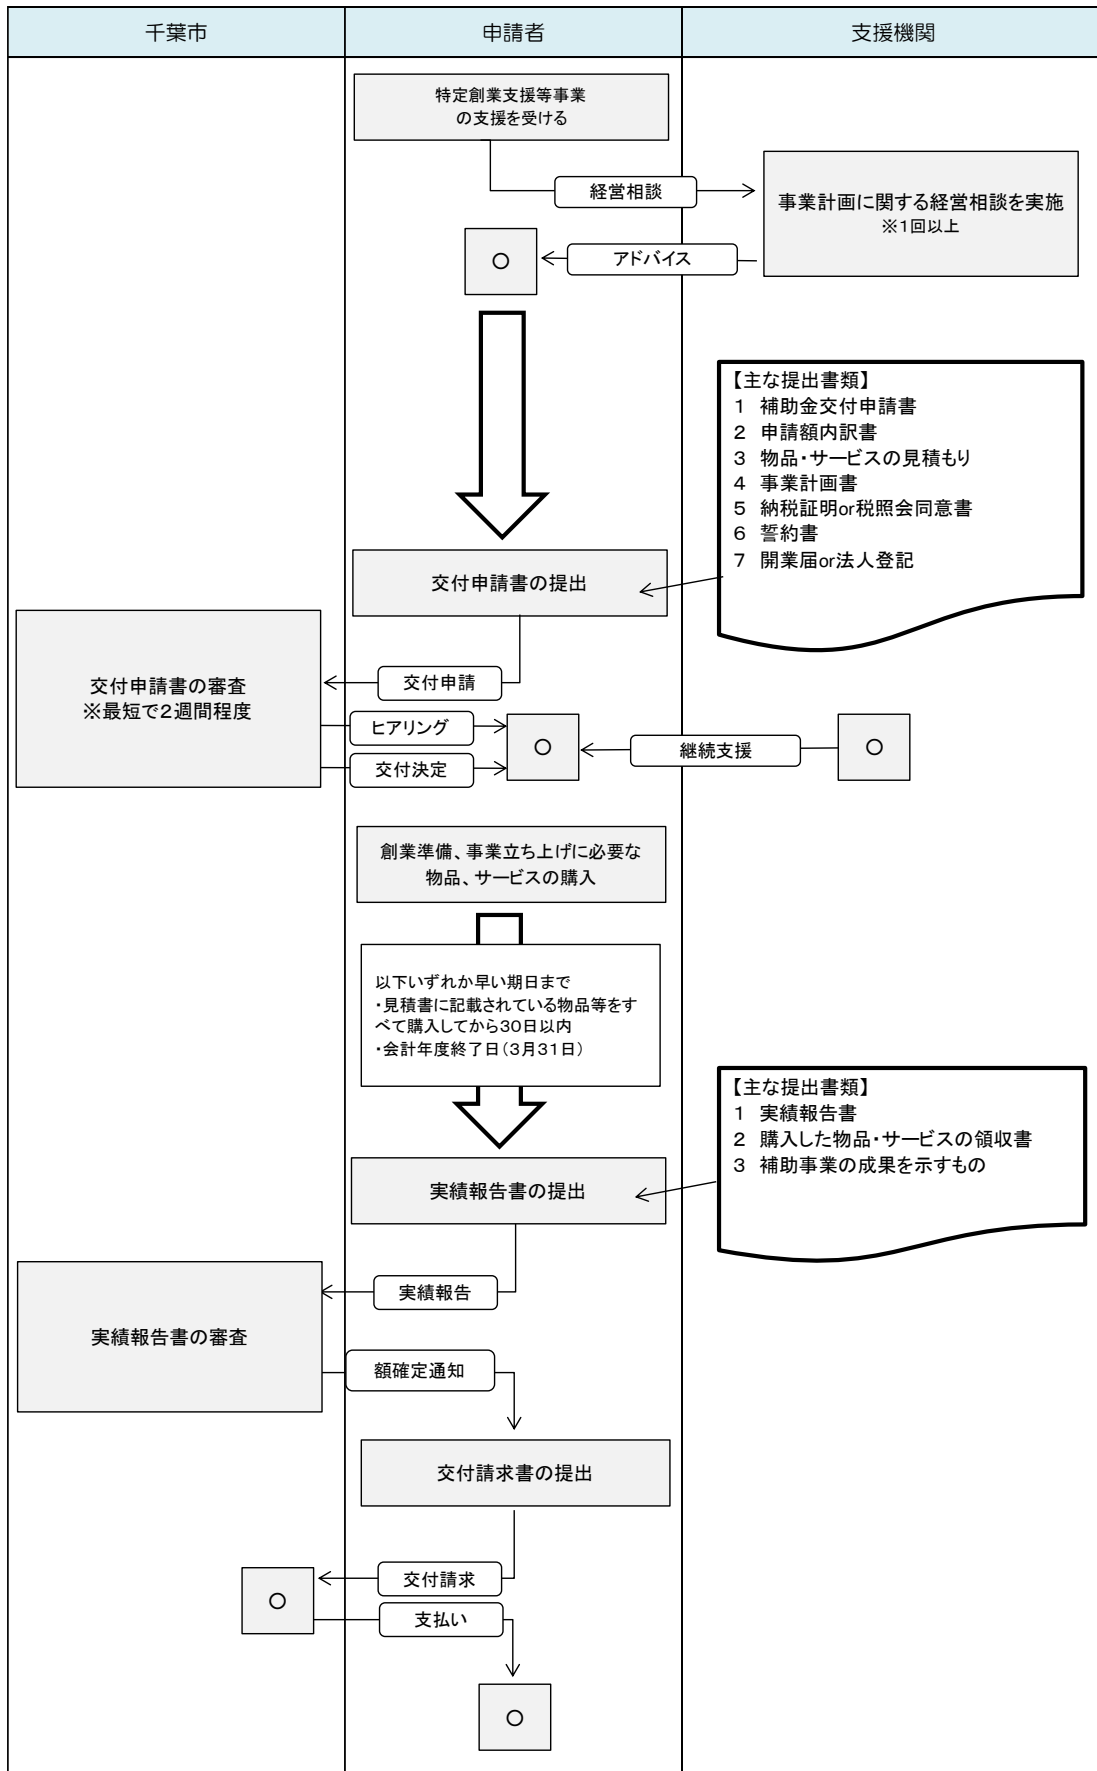 千葉市
申請者
支援機関
特定創業支援等事業
の支援を受ける
経営相談
事業計画に関する経営相談を実施
※1回以上
アドバイス
○
【主な提出書類】
1 補助金交付申請書
2 申請額内訳書
3 物品・サービスの見積もり
4 事業計画書
5 納税証明or税照会同意書
6 誓約書
7 開業届or法人登記
交付申請書の提出
交付申請書の審査
※最短で2週間程度
交付申請
ヒアリング
交付決定
○
継続支援
○
創業準備、事業立ち上げに必要な
物品、サービスの購入
以下いずれか早い期日まで
・見積書に記載されている物品等をす
べて購入してから30日以内
・会計年度終了日(3月31日)
【主な提出書類】
1 実績報告書
2 購入した物品・サービスの領収書
3 補助事業の成果を示すもの
実績報告書の提出
実績報告
実績報告書の審査
額確定通知
交付請求書の提出
交付請求
○
支払い
○